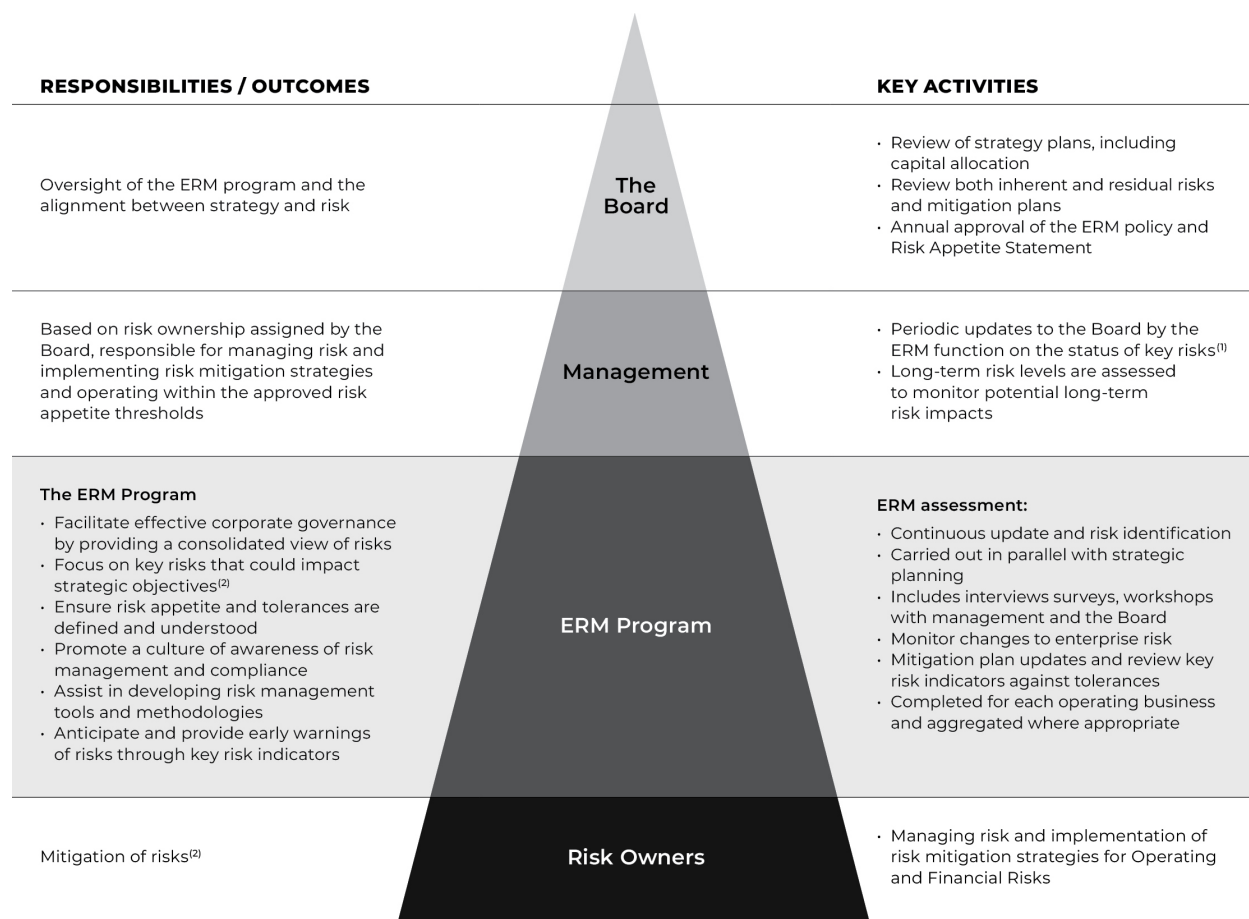 RESPONSIBILITIES / OUTCOMES
KEY ACTIVITIES
Oversight of the ERM program and the
alignment between strategy and risk
The
Board
• Review of strategy plans, including
capital allocation
• Review both inherent and residual risks
and mitigation plans
• Annual approval of the ERM policy and
Risk Appetite Statement
Based on risk ownership assigned by the
Board, responsible for managing risk and
implementing risk mitigation strategies
and operating within the approved risk
appetite thresholds
Management
• Periodic updates to the Board by the
ERM function on the status of key risks(1)
• Long-term risk levels are assessed
to monitor potential long-term
risk impacts
The ERM Program
• Facilitate effective corporate governance
by providing a consolidated view of risks
• Focus on key risks that could impact
strategic objectives(2)
• Ensure risk appetite and tolerances are
defined and understood
• Promote a culture of awareness of risk
management and compliance
• Assist in developing risk management
tools and methodologies
• Anticipate and provide early warnings
of risks through key risk indicators
ERM Program
ERM assessment:
• Continuous update and risk identification
• Carried out in parallel with strategic
planning
• Includes interviews surveys, workshops
with management and the Board
• Monitor changes to enterprise risk
• Mitigation plan updates and review key
risk indicators against tolerances
• Completed for each operating business
and aggregated where appropriate
Mitigation of risks(2)
Risk Owners
• Managing risk and implementation of
risk mitigation strategies for Operating
and Financial Risks